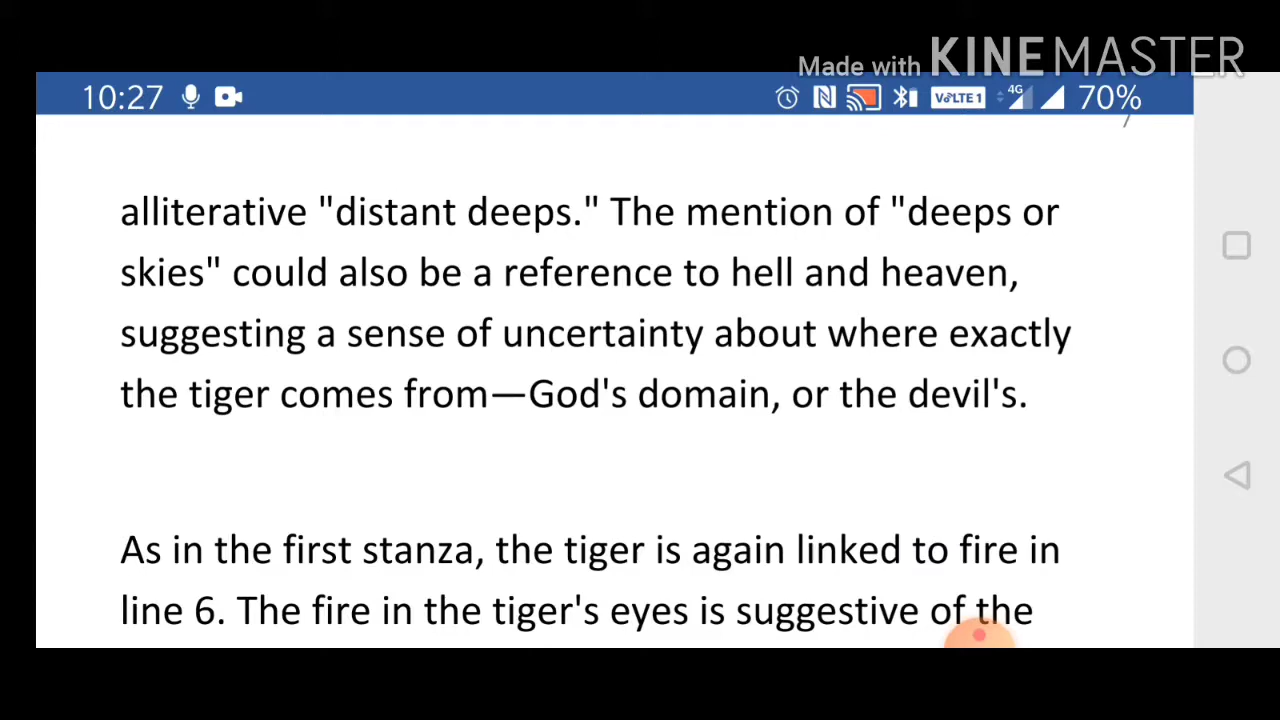 Made with KINEMASTER
10:27 VoLTE 1 4G 70%
7
alliterative "distant deeps." The mention of "deeps or
skies" could also be a reference to hell and heaven,
suggesting a sense of uncertainty about where exactly
the tiger comes from—God's domain, or the devil's.
As in the first stanza, the tiger is again linked to fire in
line 6. The fire in the tiger's eyes is suggestive of the